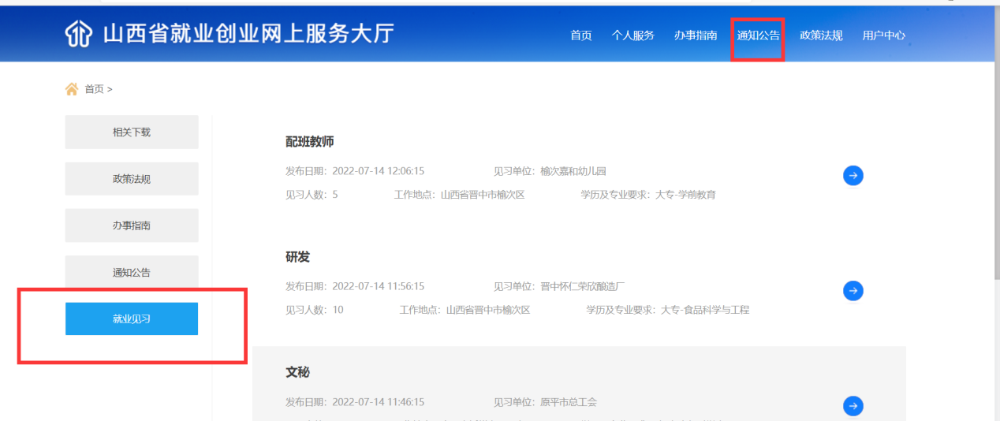 山西省就业创业网上服务大厅
首页 个人服务 办事指南 通知公告 政策法规 用户中心
首页 >
相关下载
政策法规
办事指南
通知公告
就业见习
配班教师
发布日期：2022-07-14 12:06:15 见习单位：榆次嘉和幼儿园
见习人数：5 工作地点：山西省晋中市榆次区 学历及专业要求：大专-学前教育
研发
发布日期：2022-07-14 11:56:15 见习单位：晋中怀仁荣欣酿造厂
见习人数：10 工作地点：山西省晋中市榆次区 学历及专业要求：大专-食品科学与工程
文秘
发布日期：2022-07-14 11:46:15 见习单位：原平市总工会